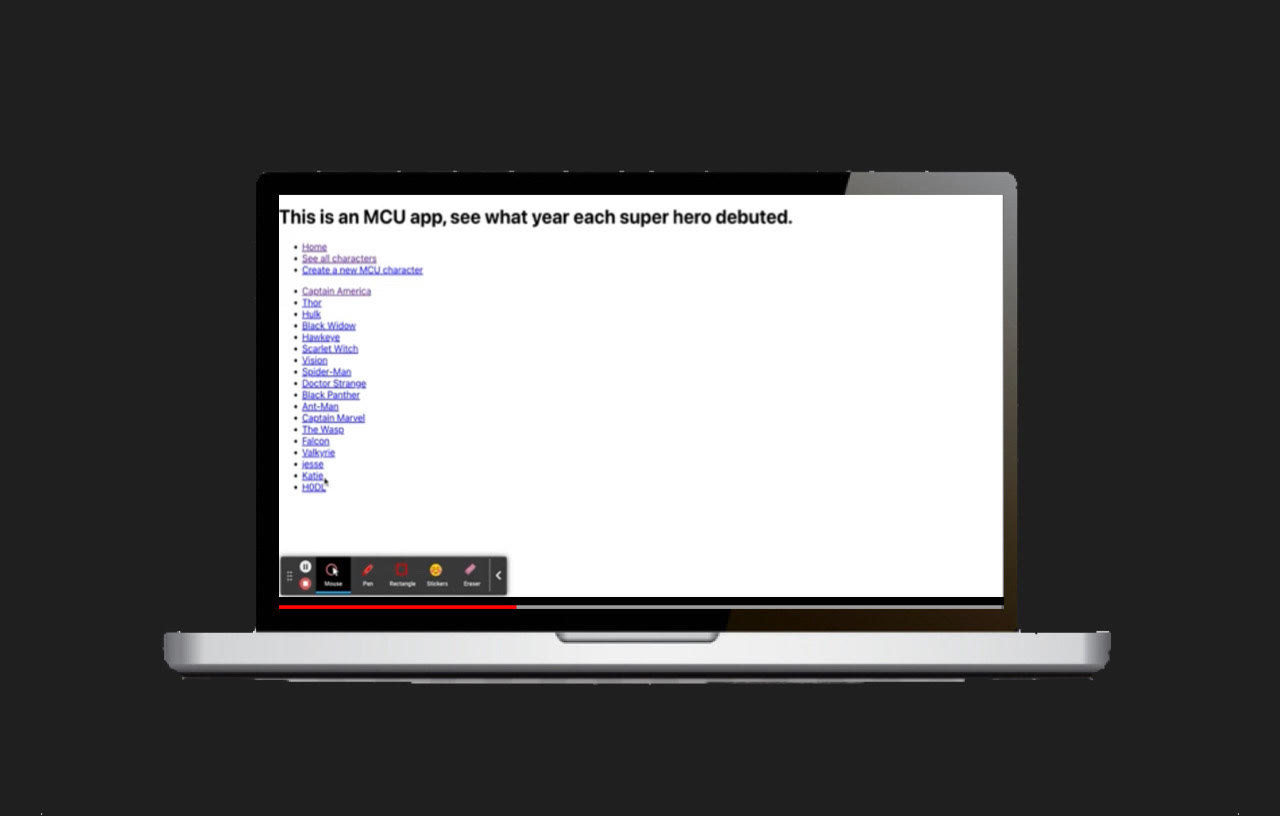 This is an MCU app, see what year each super hero debuted.
Home
See all characters
Create a new MCU character
Captain America
Thor
Hulk
Black Widow
Hawkeye
Scarlet Witch
Vision
Spider-Man
Doctor Strange
Black Panther
Ant-Man
Captain Marvel
The Wasp
Falcon
Valkyrie
jesse
Katie
H0DL
Mouse Pen Rectangle Stickers Eraser